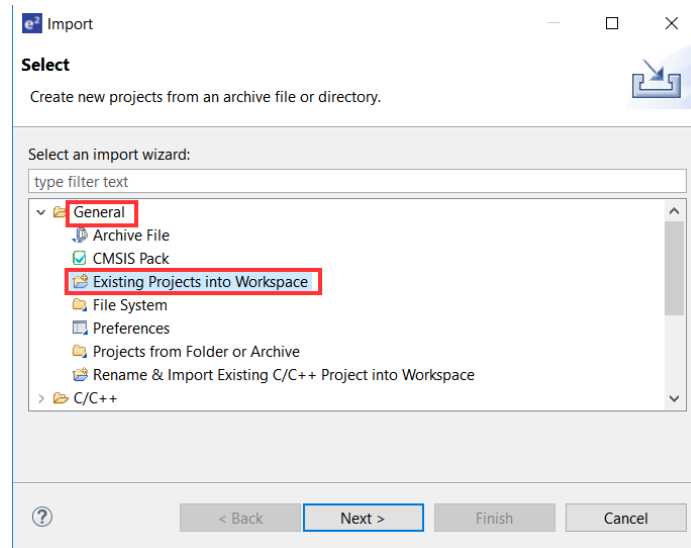 e² Import
Select
Create new projects from an archive file or directory.
Select an import wizard:
type filter text
General
Archive File
CMSIS Pack
Existing Projects into Workspace
File System
Preferences
Projects from Folder or Archive
Rename & Import Existing C/C++ Project into Workspace
C/C++
? < Back Next > Finish Cancel